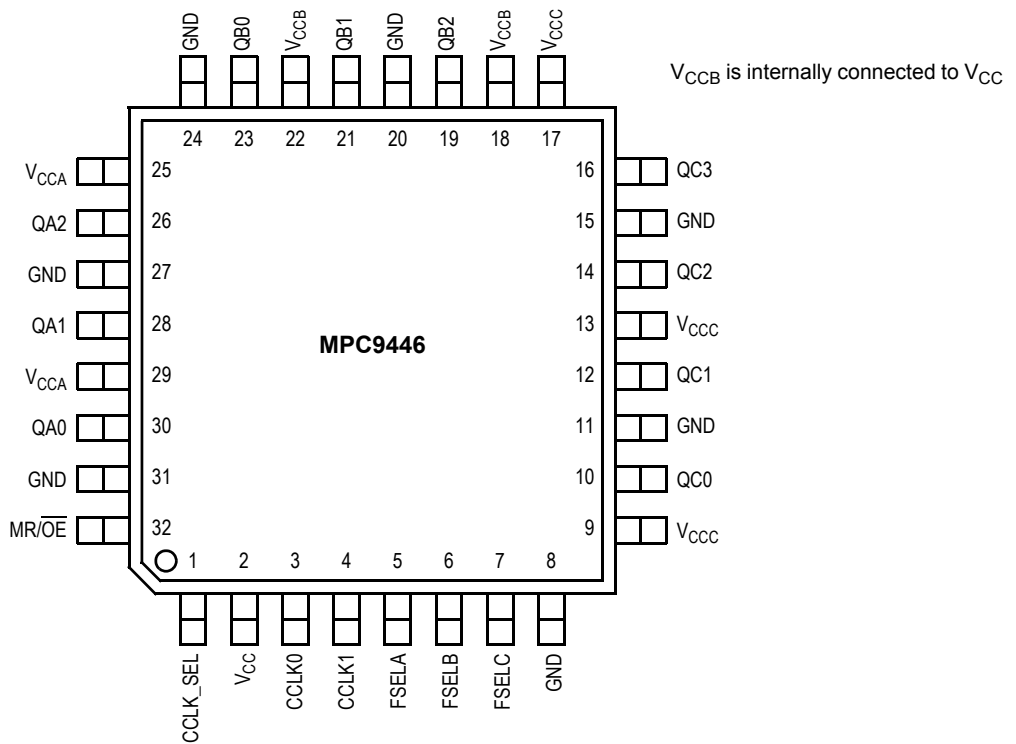 GND QB0 VCCB QB1 GND QB2 VCCB VCCC
VCCB is internally connected to VCC
24 23 22 21 20 19 18 17
VCCA 25 16 QC3
QA2 26 15 GND
GND 27 14 QC2
QA1 28 13 VCCC
MPC9446
VCCA 29 12 QC1
QA0 30 11 GND
GND 31 10 QC0
MR/OE 32 9 VCCC
1 2 3 4 5 6 7 8
CCLK_SEL VCC CCLK0 CCLK1 FSELA FSELB FSELC GND